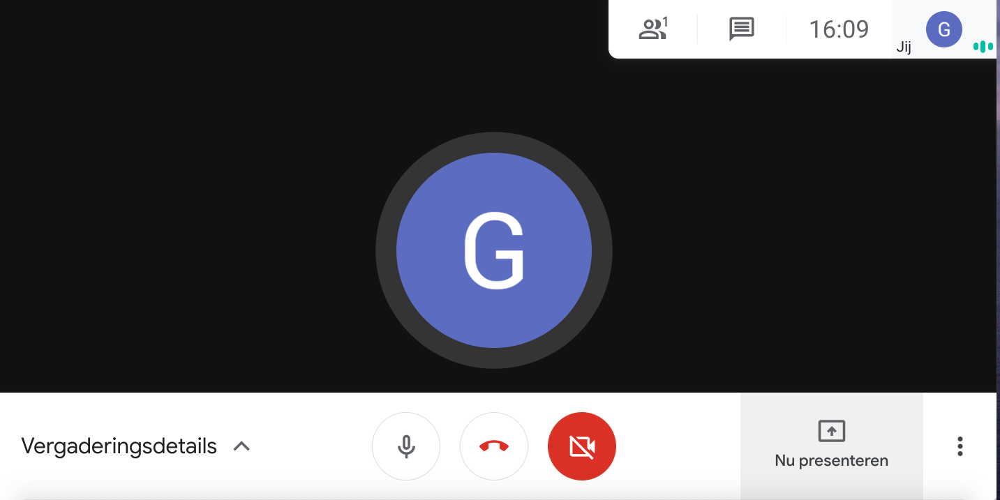 1
16:09
G
Jij
G
Vergaderingsdetails
Nu presenteren